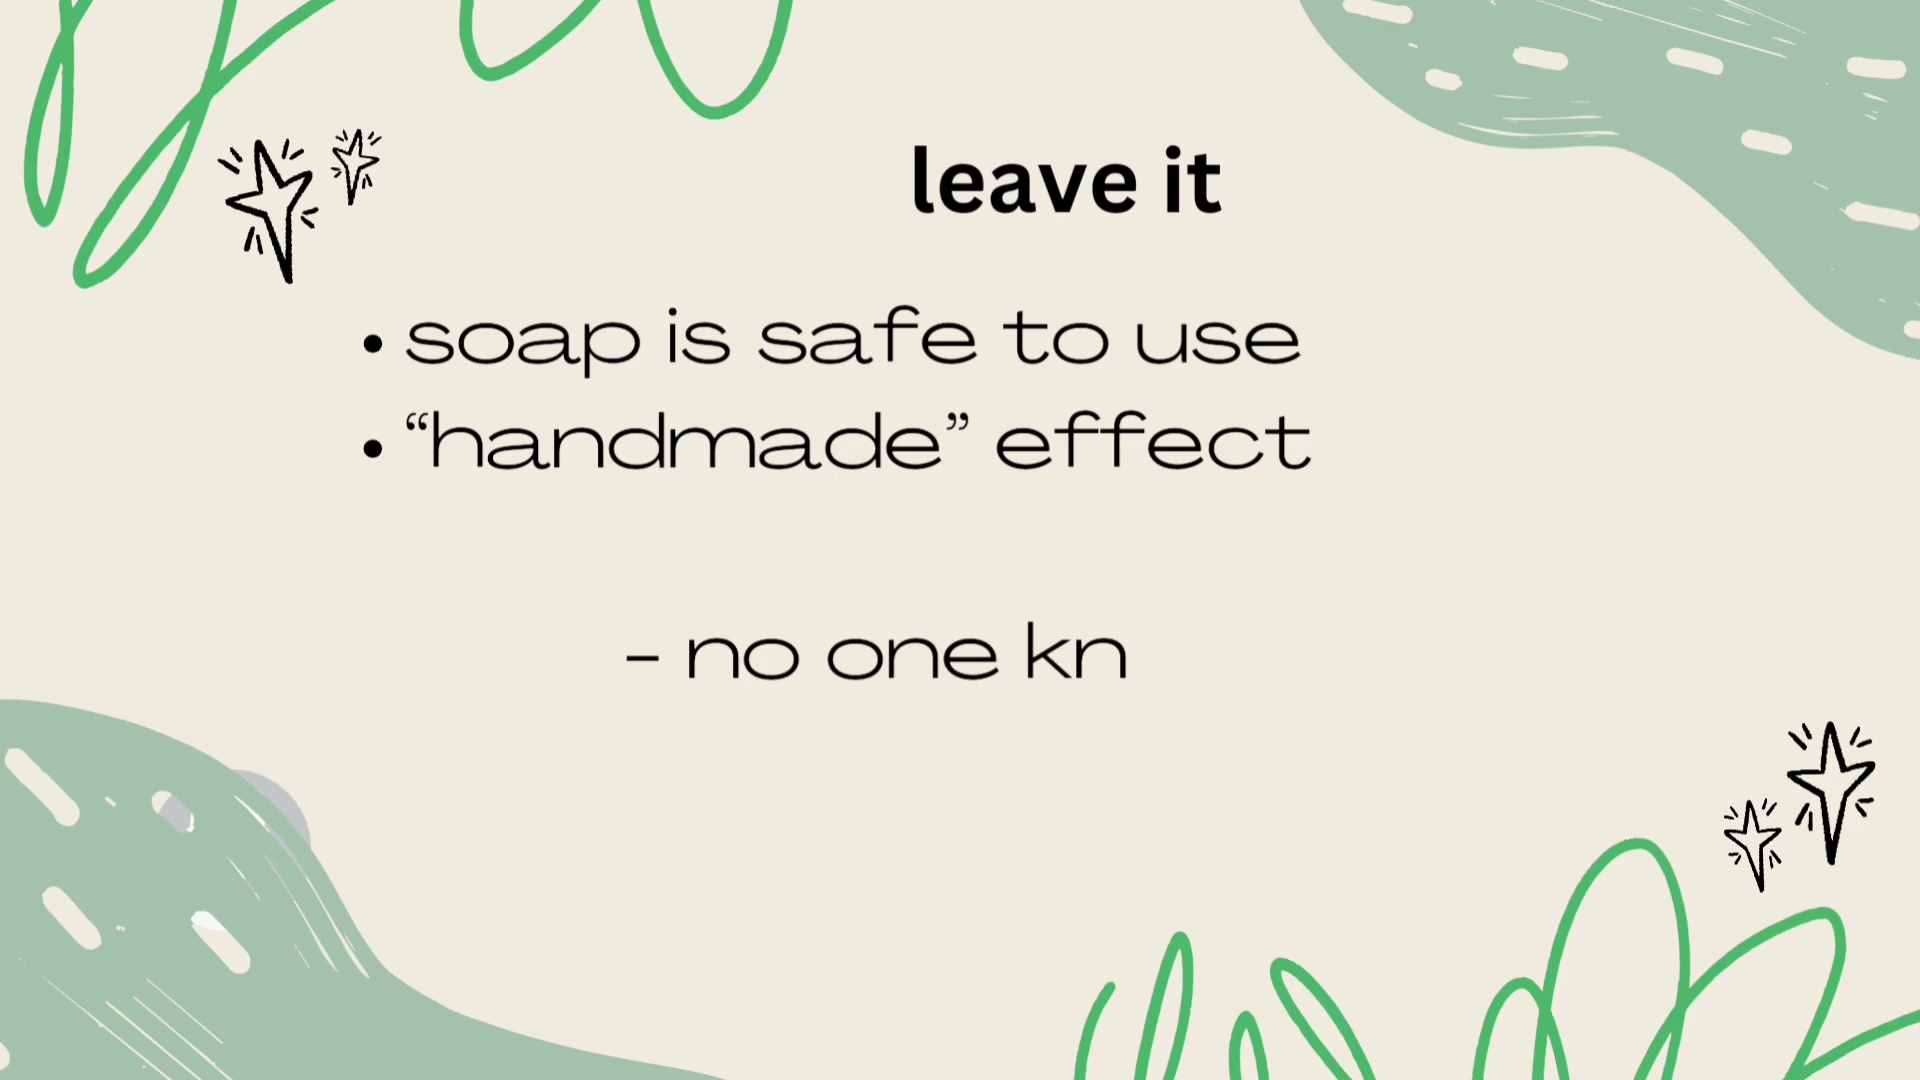 leave it
• soap is safe to use
• “handmade” effect
- no one kn